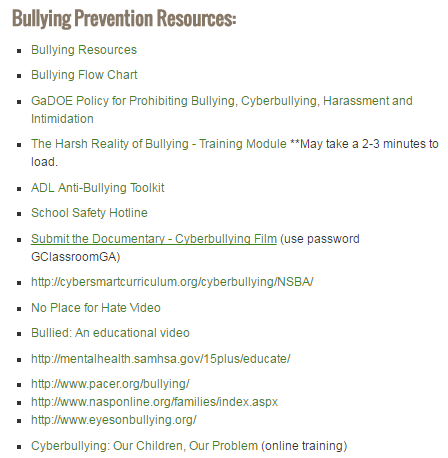 Bullying Prevention Resources:
Bullying Resources
Bullying Flow Chart
GaDOE Policy for Prohibiting Bullying, Cyberbullying, Harassment and
Intimidation
The Harsh Reality of Bullying - Training Module **May take a 2-3 minutes to
load.
ADL Anti-Bullying Toolkit
School Safety Hotline
Submit the Documentary - Cyberbullying Film (use password
GClassroomGA)
http://cybersmartcurriculum.org/cyberbullying/NSBA/
No Place for Hate Video
Bullied: An educational video
http://mentalhealth.samhsa.gov/15plus/educate/
http://www.pacer.org/bullying/
http://www.nasponline.org/families/index.aspx
http://www.eyesonbullying.org/
Cyberbullying: Our Children, Our Problem (online training)